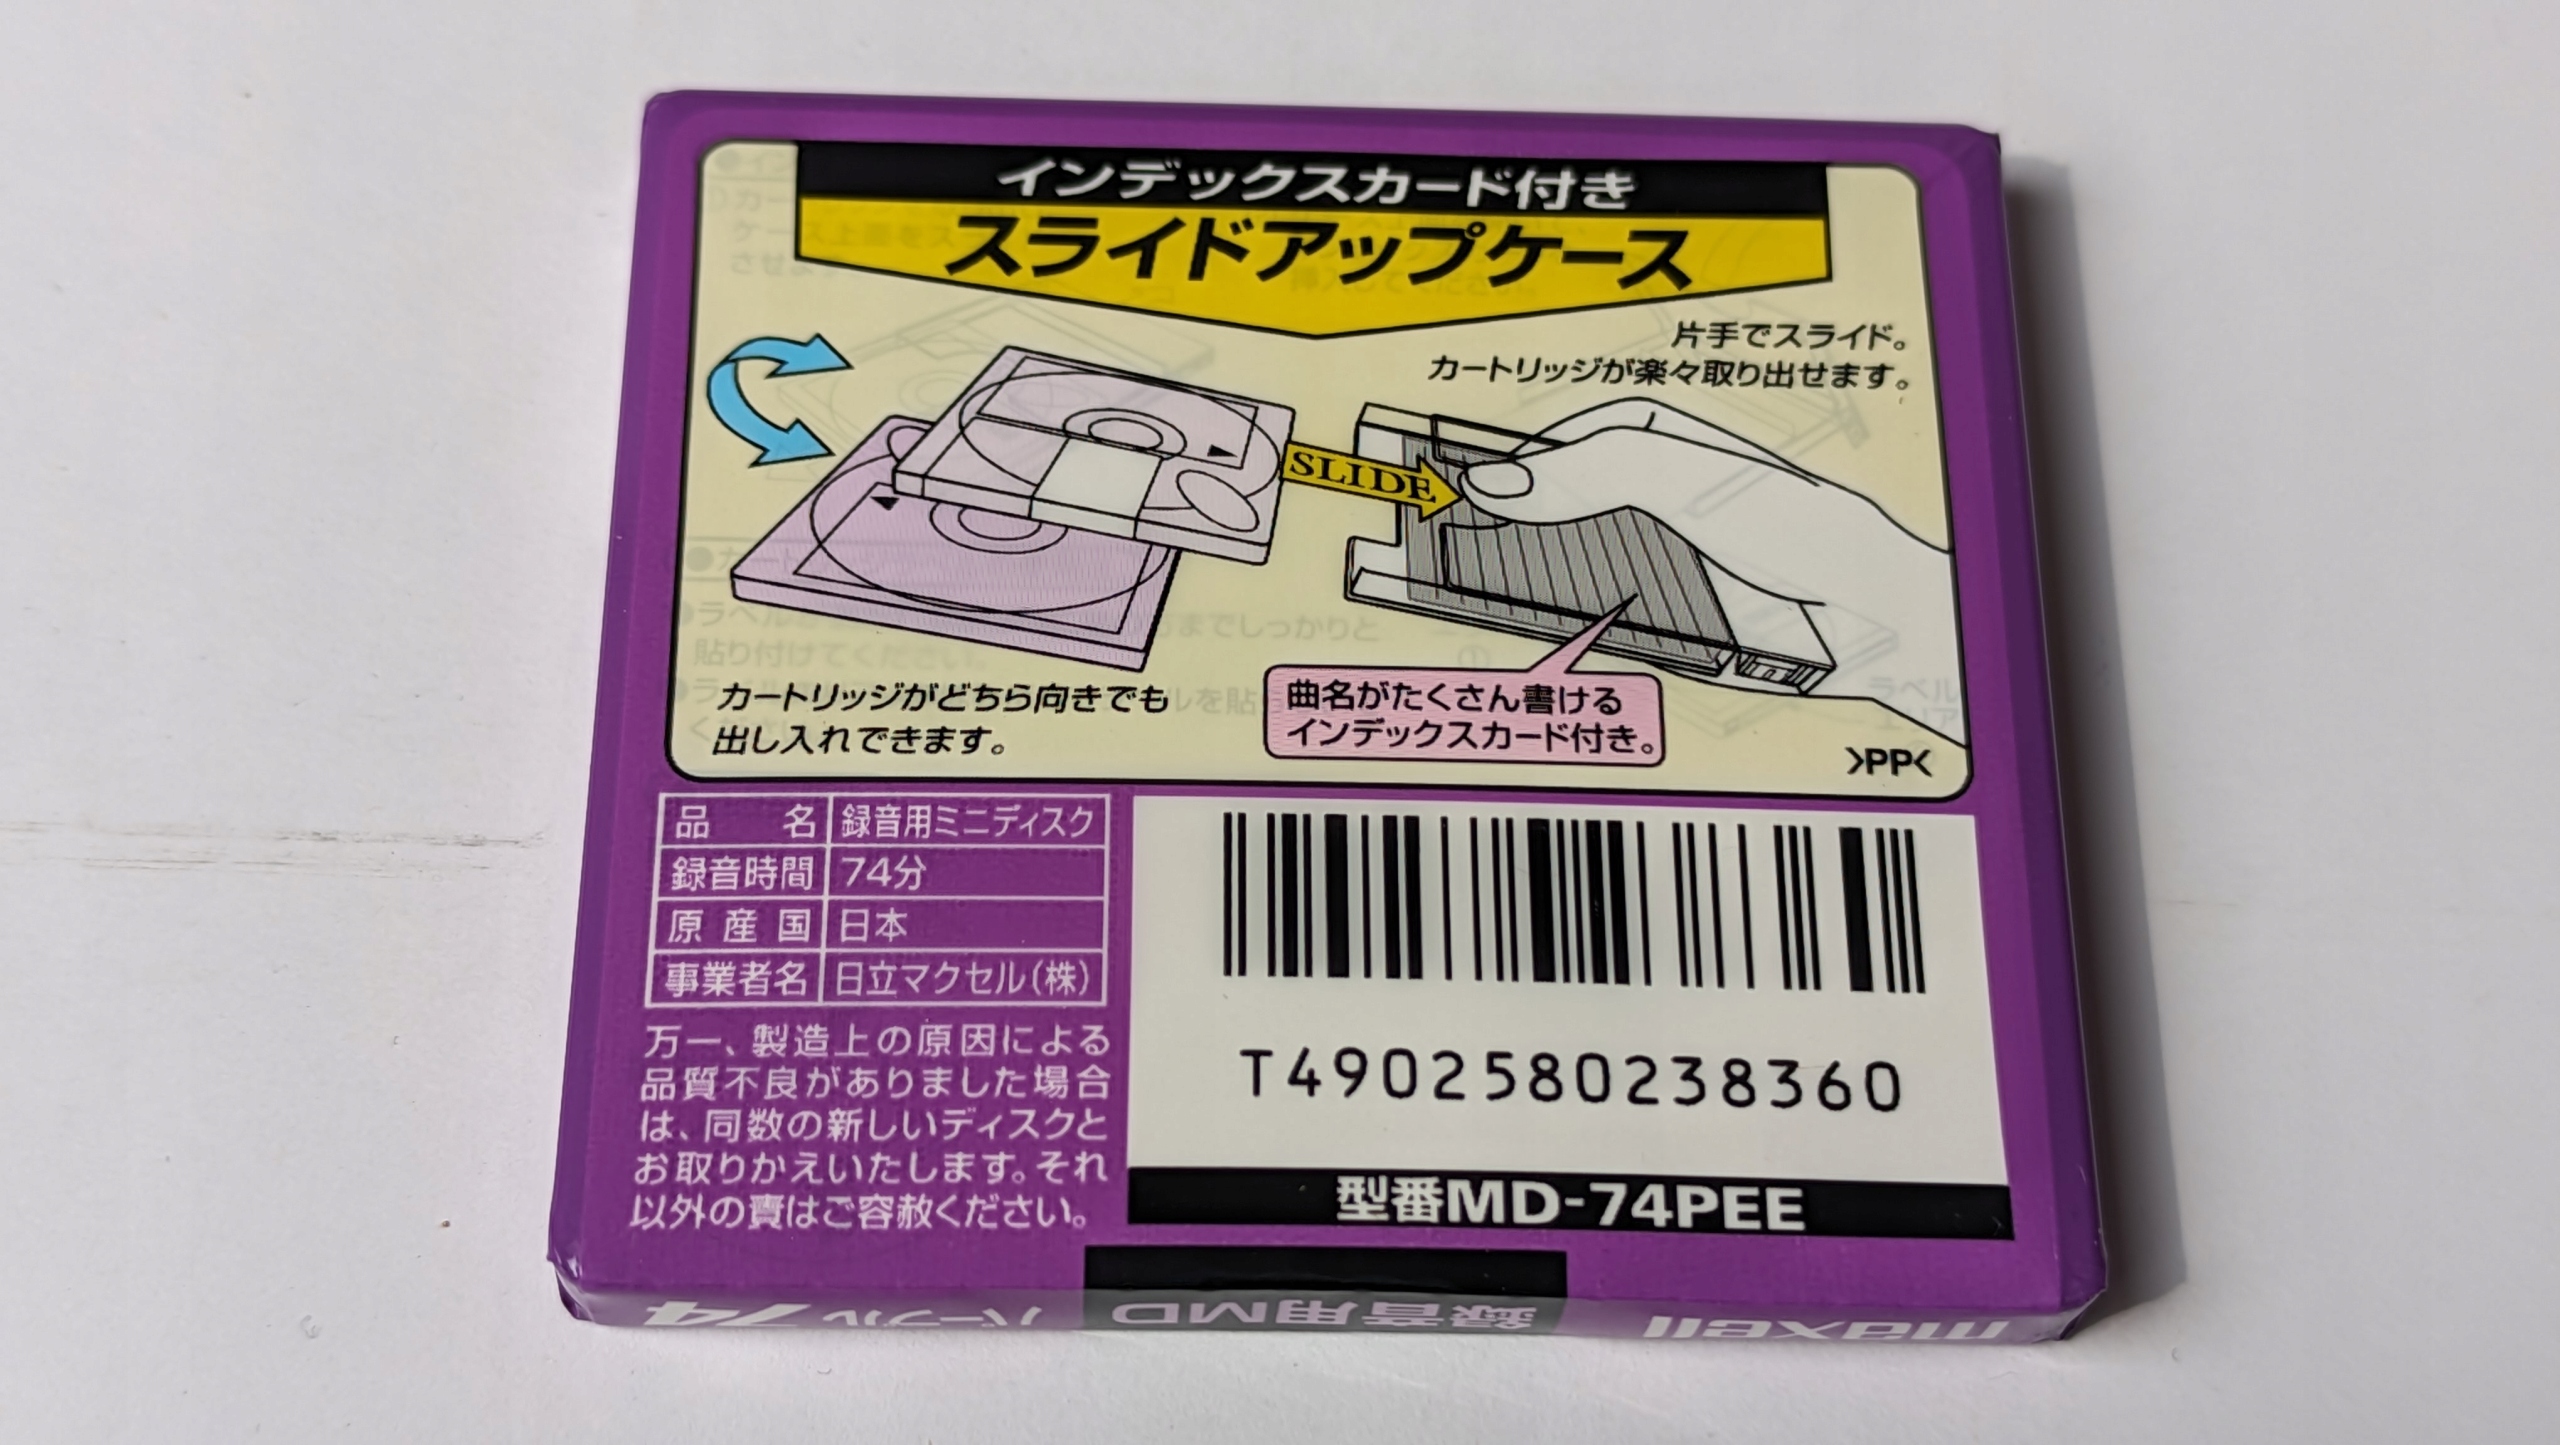 インデックスカード付き
スライドアップケース
片手でスライド。
カートリッジが楽々取り出せます。
SLIDE
カートリッジがどちら向きでも
出し入れできます。
曲名がたくさん書ける
インデックスカード付き。
>PP<
品名 録音用ミニディスク
録音時間 74分
原産国 日本
事業者名 日立マクセル(株)
万一、製造上の原因による
品質不良がありました場合
は、同数の新しいディスクと
お取りかえいたします。それ
以外の責はご容赦ください。
T4902580238360
型番MD-74PEE
maxell 録音用MD パープル 74